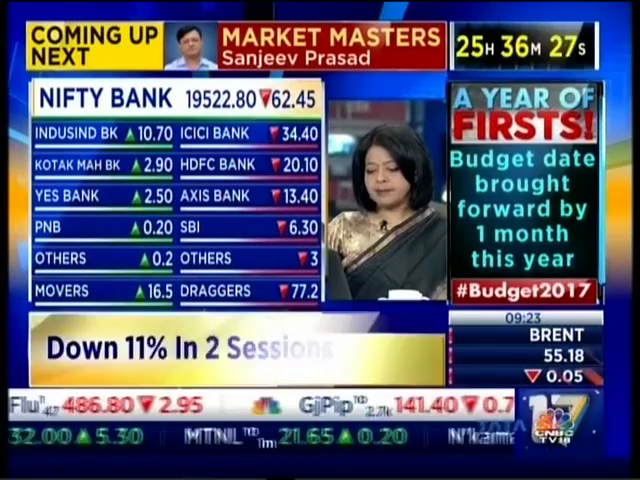 COMING UP
NEXT
MARKET MASTERS
Sanjeev Prasad
25H 36M 27S
NIFTY BANK 19522.80 ▼62.45
INDUSIND BK ▲10.70 ICICI BANK ▼34.40
KOTAK MAH BK ▲2.90 HDFC BANK ▼20.10
YES BANK ▲2.50 AXIS BANK ▼13.40
PNB ▲0.20 SBI ▼6.30
OTHERS ▲0.2 OTHERS ▼3
MOVERS ▲16.5 DRAGGERS ▼77.2
A YEAR OF
FIRSTS!
Budget date
brought
forward by
1 month
this year
#Budget2017
Down 11% In 2 Sessions
09:23
BRENT
55.18
▼0.05
486.80 ▼2.95 GjPip 141.40 ▼0.7
32.00 ▲5.30 MTNL 21.65 ▲0.20
CNBC
TV18